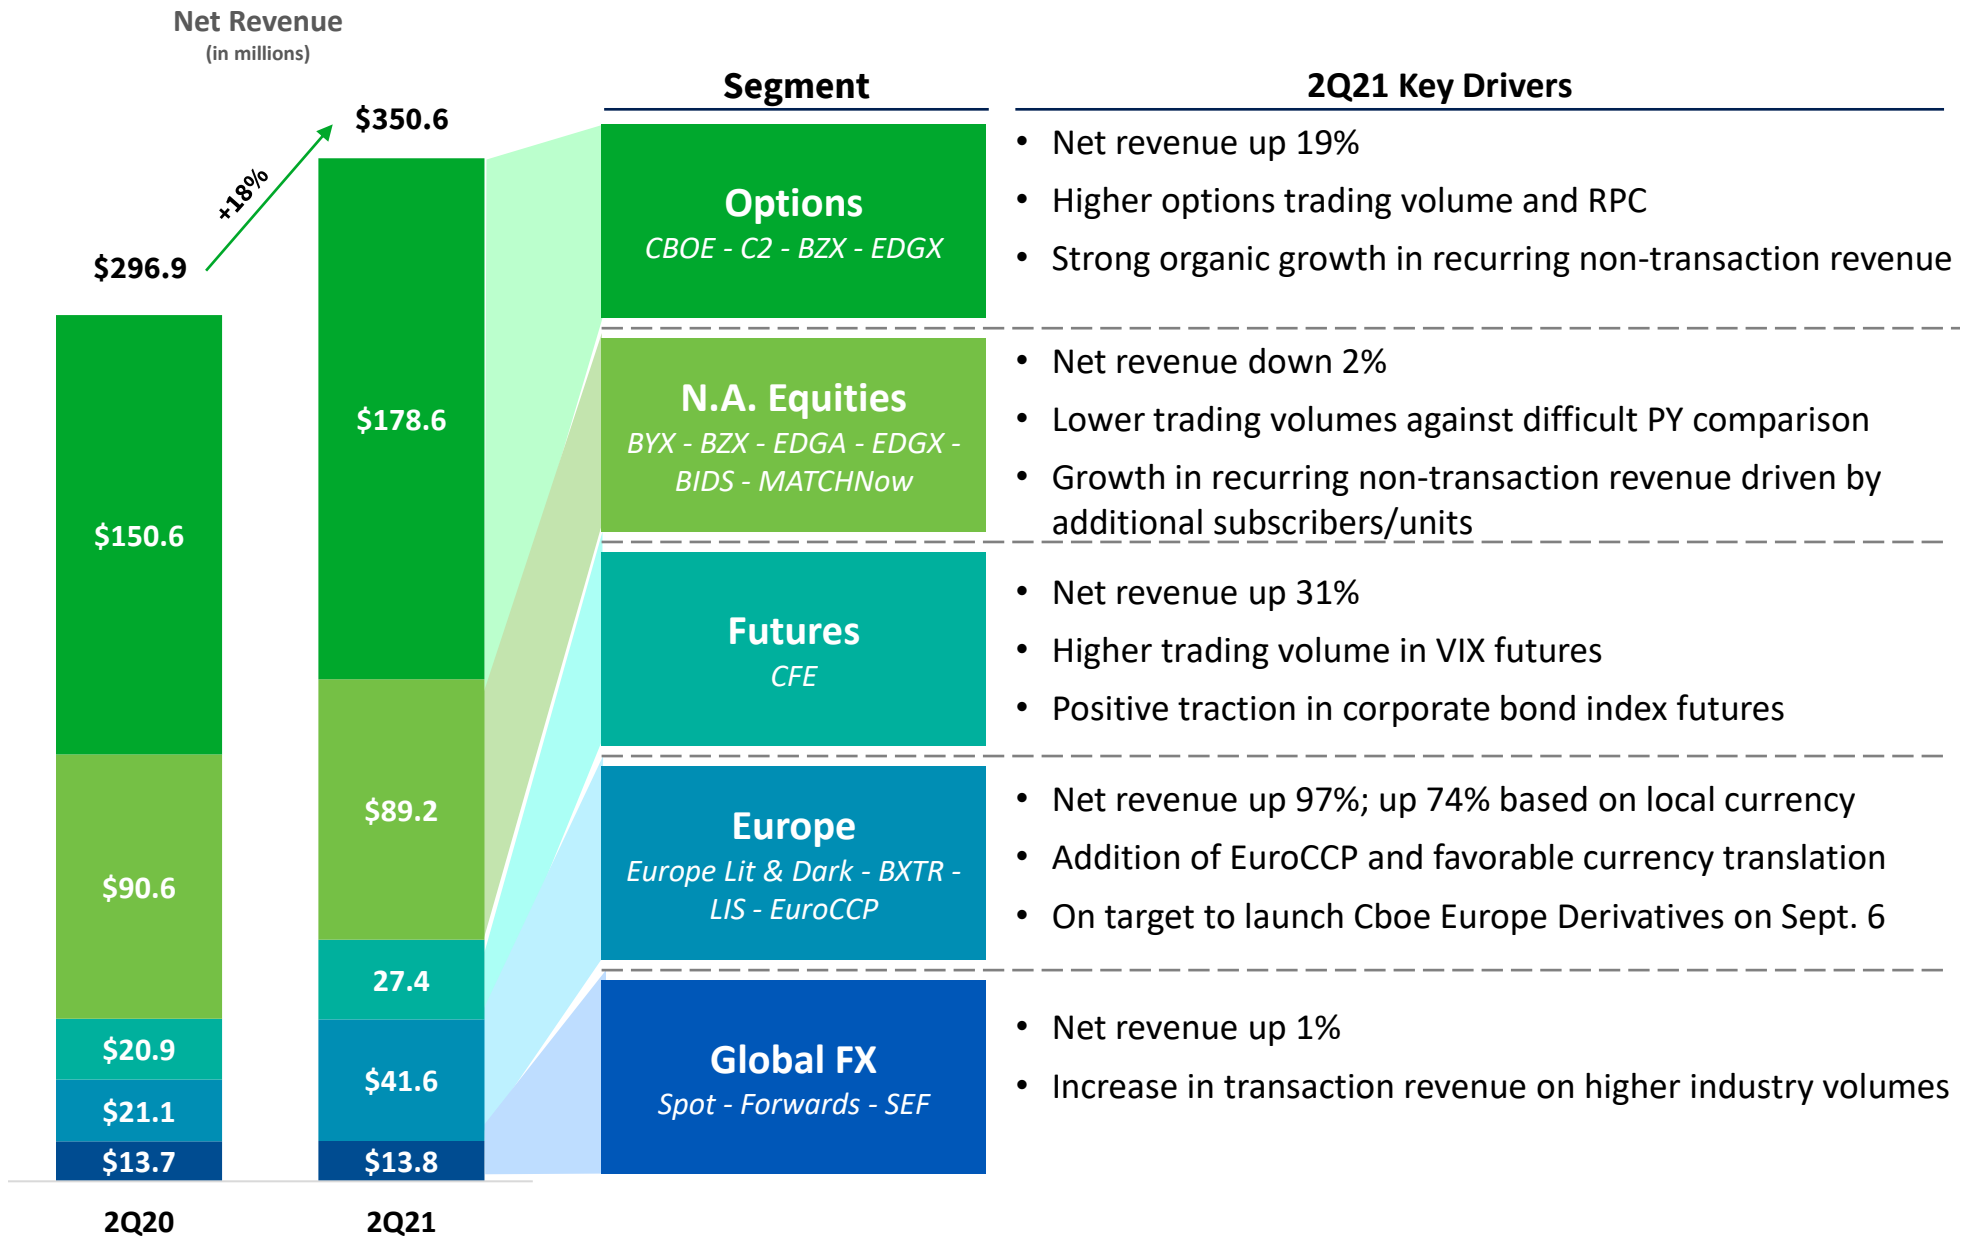 Net Revenue
(in millions)
$296.9
+18%
$350.6
$150.6
$90.6
$20.9
$21.1
$13.7
2Q20
$178.6
$89.2
27.4
$41.6
$13.8
2Q21
Segment
2Q21 Key Drivers
Options
CBOE - C2 - BZX - EDGX
• Net revenue up 19%
• Higher options trading volume and RPC
• Strong organic growth in recurring non-transaction revenue
N.A. Equities
BYX - BZX - EDGA - EDGX -
BIDS - MATCHNow
• Net revenue down 2%
• Lower trading volumes against difficult PY comparison
• Growth in recurring non-transaction revenue driven by
additional subscribers/units
Futures
CFE
• Net revenue up 31%
• Higher trading volume in VIX futures
• Positive traction in corporate bond index futures
Europe
Europe Lit & Dark - BXTR -
LIS - EuroCCP
• Net revenue up 97%; up 74% based on local currency
• Addition of EuroCCP and favorable currency translation
• On target to launch Cboe Europe Derivatives on Sept. 6
Global FX
Spot - Forwards - SEF
• Net revenue up 1%
• Increase in transaction revenue on higher industry volumes